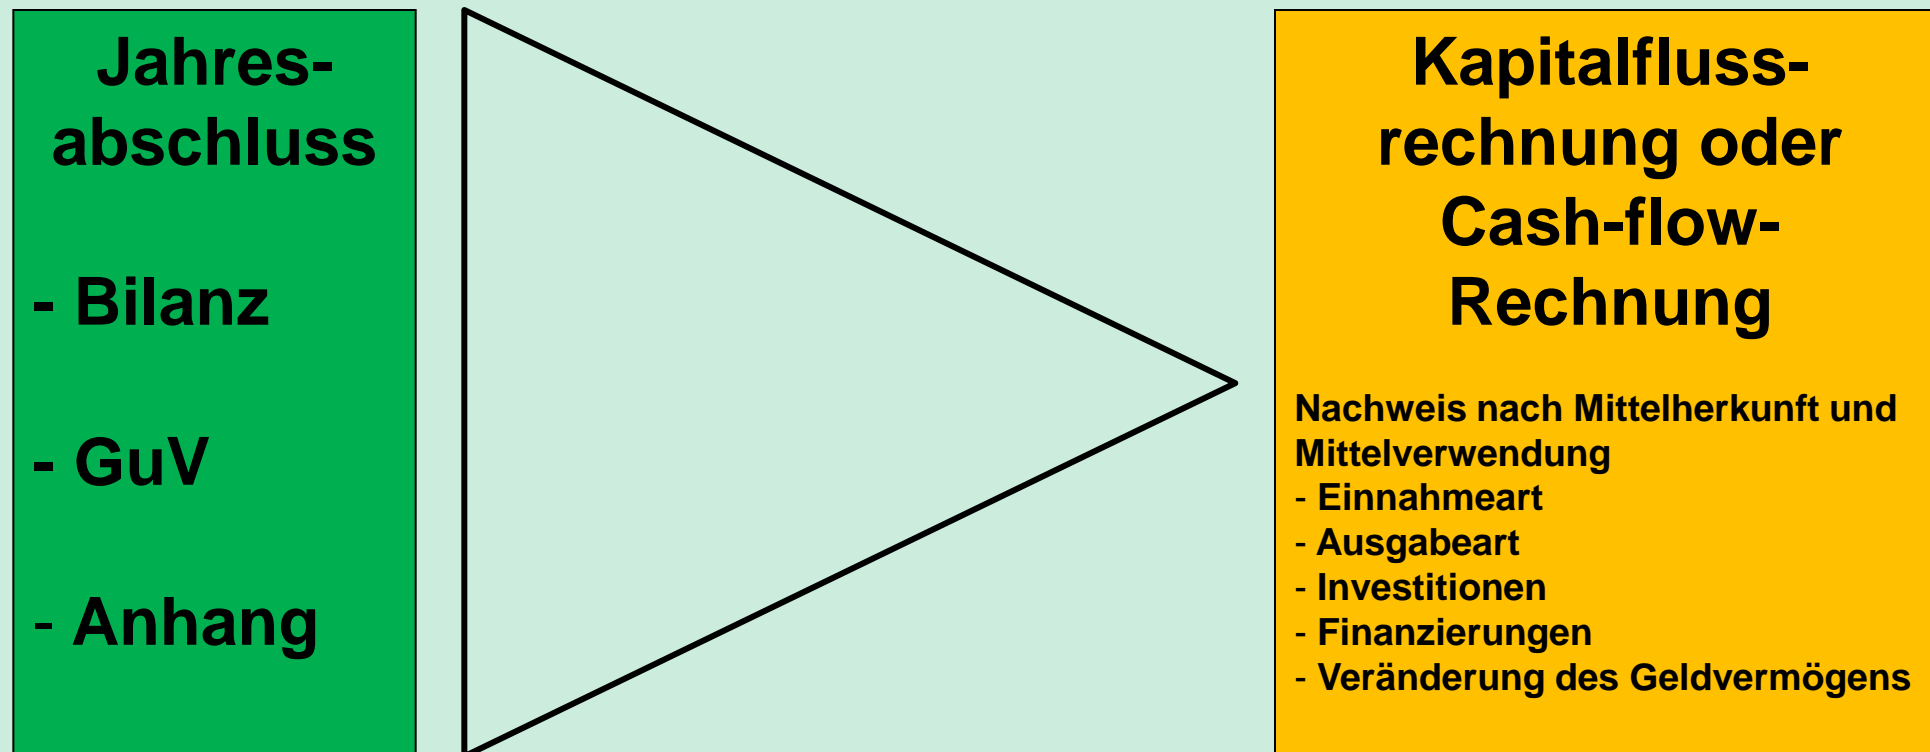 Jahres-
abschluss
- Bilanz
- GuV
- Anhang
Kapitalfluss-
rechnung oder
Cash-flow-
Rechnung
Nachweis nach Mittelherkunft und
Mittelverwendung
- Einnahmeart
- Ausgabeart
- Investitionen
- Finanzierungen
- Veränderung des Geldvermögens